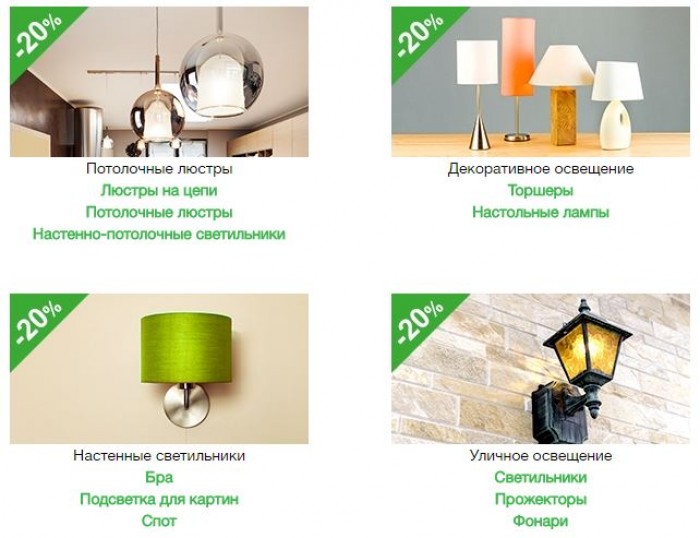 -20%
Потолочные люстры
Люстры на цепи
Потолочные люстры
Настенно-потолочные светильники
-20%
Декоративное освещение
Торшеры
Настольные лампы
-20%
Настенные светильники
Бра
Подсветка для картин
Спот
-20%
Уличное освещение
Светильники
Прожекторы
Фонари